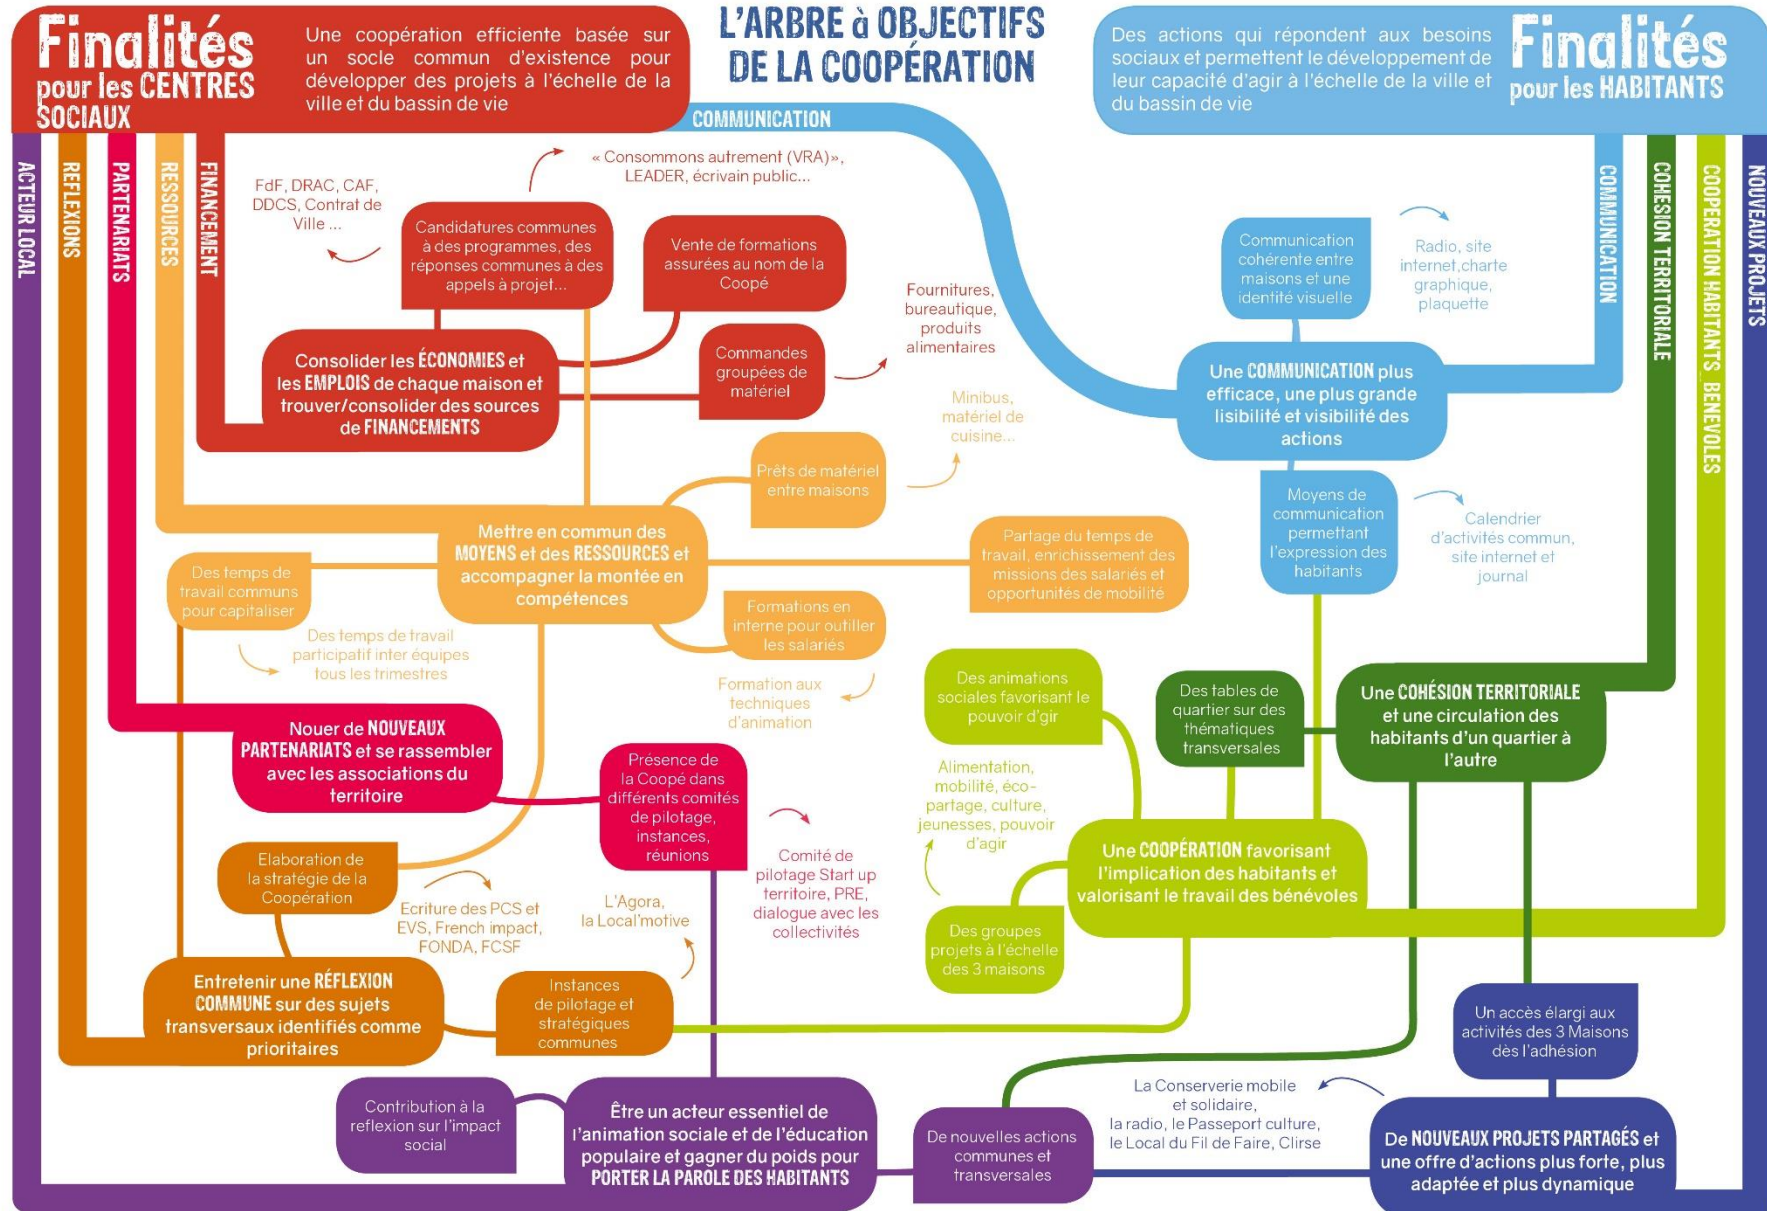 L'ARBRE à OBJECTIFS
DE LA COOPÉRATION
Finalités
pour les CENTRES
SOCIAUX
Une coopération efficiente basée sur
un socle commun d'existence pour
développer des projets à l'échelle de la
ville et du bassin de vie
Des actions qui répondent aux besoins
sociaux et permettent le développement de
leur capacité d'agir à l'échelle de la ville et
du bassin de vie
Finalités
pour les HABITANTS
ACTEUR LOCAL
REFLEXIONS
PARTENARIATS
RESSOURCES
FINANCEMENT
COMMUNICATION
COMMUNICATION
COHESION TERRITORIALE
COOPERATION HABITANTS_BENEVOLES
NOUVEAUX PROJETS
« Consommons autrement (VRA)»,
LEADER, écrivain public...
FdF, DRAC, CAF,
DDCS, Contrat de
Ville ...
Candidatures communes
à des programmes, des
réponses communes à des
appels à projet...
Vente de formations
assurées au nom de la
Coopé
Fournitures,
bureautique,
produits
alimentaires
Consolider les ÉCONOMIES et
les EMPLOIS de chaque maison et
trouver/consolider des sources
de FINANCEMENTS
Commandes
groupées de
matériel
Communication
cohérente entre
maisons et une
identité visuelle
Radio, site
internet,charte
graphique,
plaquette
Une COMMUNICATION plus
efficace, une plus grande
lisibilité et visibilité des
actions
Minibus,
matériel de
cuisine...
Prêts de matériel
entre maisons
Moyens de
communication
permettant
l'expression des
habitants
Calendrier
d'activités commun,
site internet et
journal
Mettre en commun des
MOYENS et des RESSOURCES et
accompagner la montée en
compétences
Partage du temps de
travail, enrichissement des
missions des salariés et
opportunités de mobilité
Des temps de
travail communs
pour capitaliser
Des temps de travail
participatif inter équipes
tous les trimestres
Formations en
interne pour outiller
les salariés
Formation aux
techniques
d'animation
Des animations
sociales favorisant le
pouvoir d'gir
Des tables de
quartier sur des
thématiques
transversales
Une COHÉSION TERRITORIALE
et une circulation des
habitants d'un quartier à
l'autre
Nouer de NOUVEAUX
PARTENARIATS et se rassembler
avec les associations du
territoire
Présence de
la Coopé dans
différents comités
de pilotage,
instances,
réunions
Comité de
pilotage Start up
territoire, PRE,
dialogue avec les
collectivités
Alimentation,
mobilité, éco-
partage, culture,
jeunesses, pouvoir
d'agir
Une COOPÉRATION favorisant
l'implication des habitants et
valorisant le travail des bénévoles
Elaboration de
la stratégie de la
Coopération
Ecriture des PCS et
EVS, French impact,
FONDA, FCSF
L'Agora,
la Local'motive
Des groupes
projets à l'échelle
des 3 maisons
Entretenir une RÉFLEXION
COMMUNE sur des sujets
transversaux identifiés comme
prioritaires
Instances
de pilotage et
stratégiques
communes
Un accès élargi aux
activités des 3 Maisons
dès l'adhésion
Contribution à la
reflexion sur l'impact
social
Être un acteur essentiel de
l'animation sociale et de l'éducation
populaire et gagner du poids pour
PORTER LA PAROLE DES HABITANTS
De nouvelles actions
communes et
transversales
La Conserverie mobile
et solidaire,
la radio, le Passeport culture,
le Local du Fil de Faire, Clirse
De NOUVEAUX PROJETS PARTAGÉS et
une offre d'actions plus forte, plus
adaptée et plus dynamique